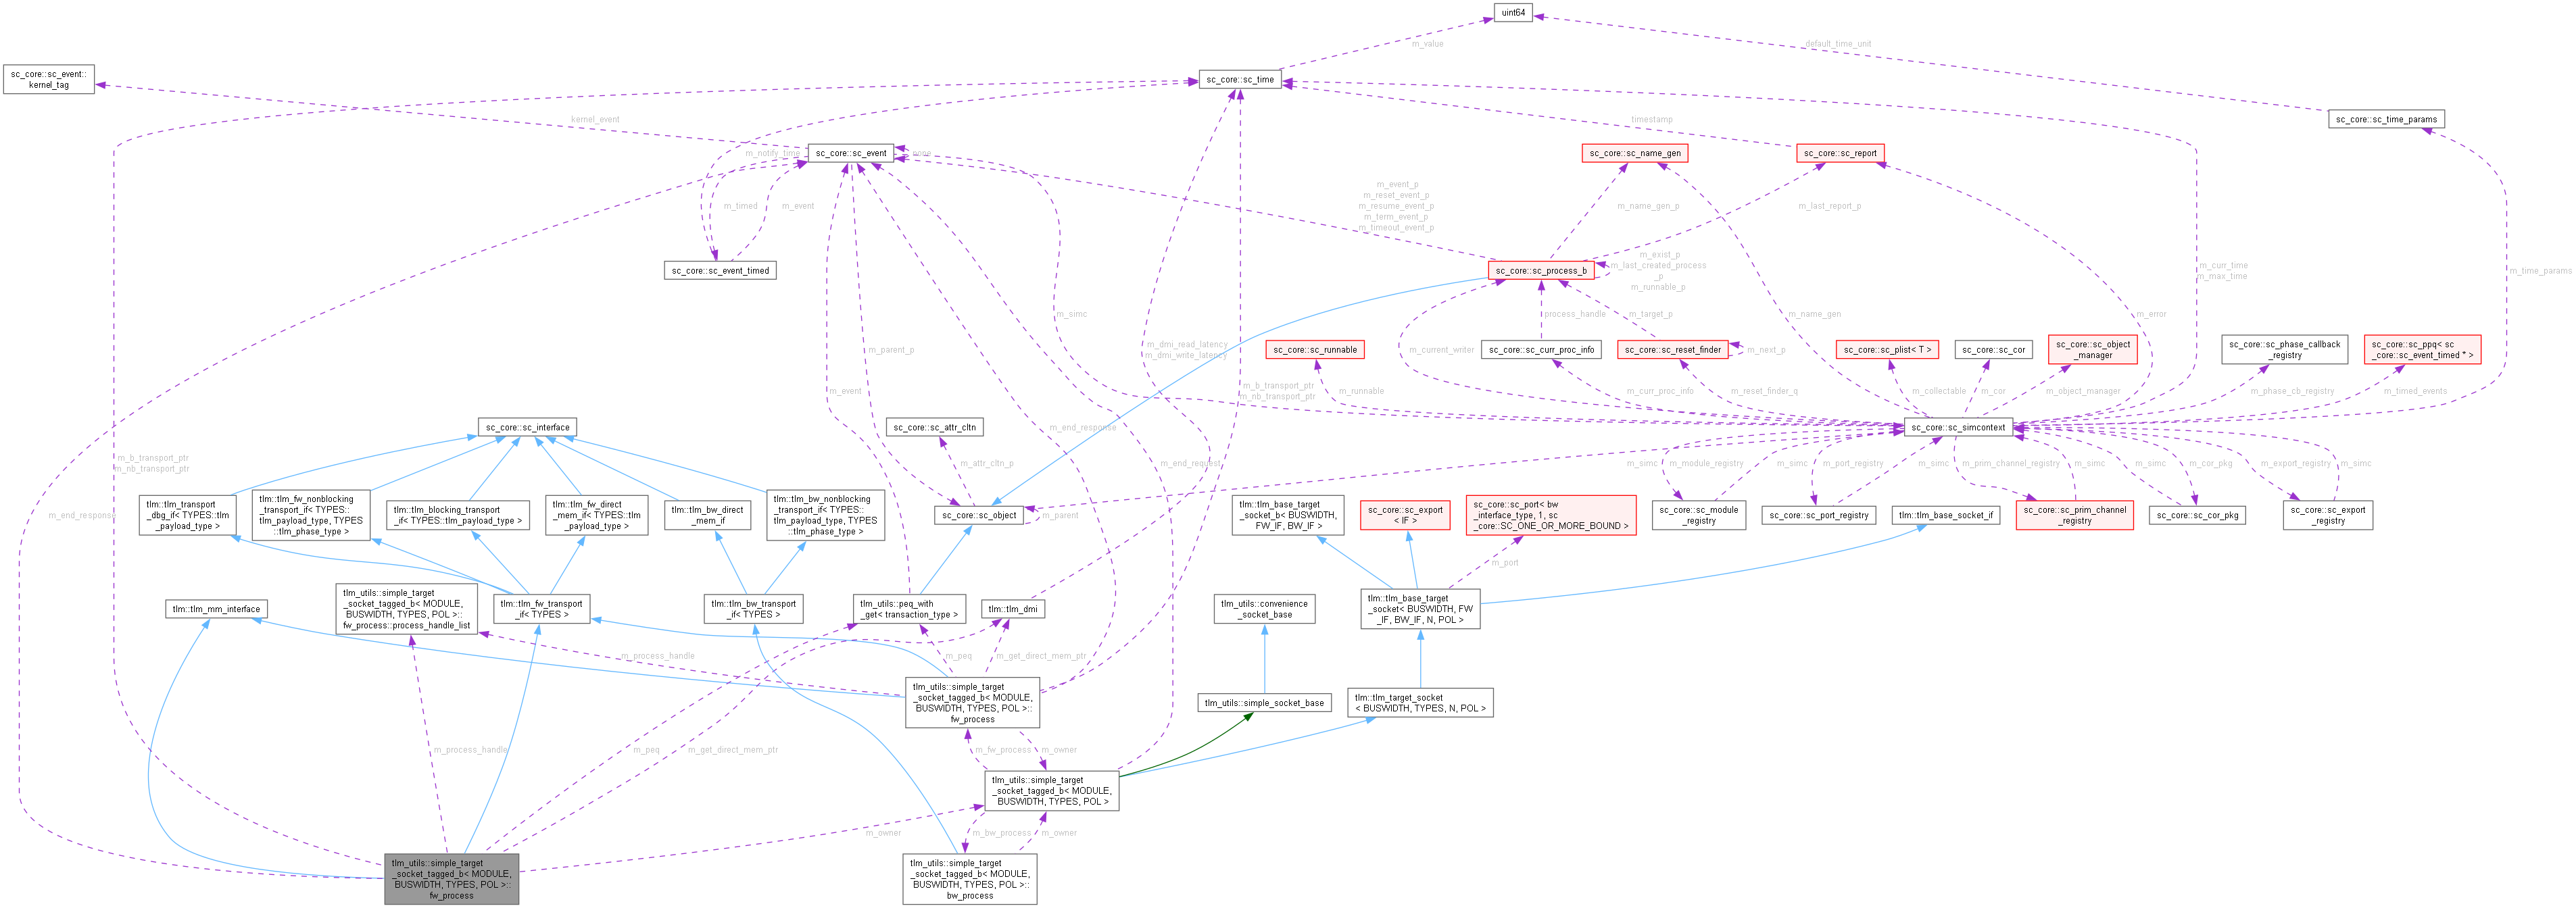 uint64
m_value
default_time_unit
sc_core::sc_event::
kernel_tag
sc_core::sc_time
sc_core::sc_time_params
kernel_event
timestamp
m_notify_time
sc_core::sc_event
none
sc_core::sc_name_gen
sc_core::sc_report
m_event_p
m_reset_event_p
m_resume_event_p
m_term_event_p
m_timeout_event_p
m_timed
m_event
m_name_gen_p
m_last_report_p
sc_core::sc_event_timed
sc_core::sc_process_b
m_exist_p
m_last_created_process
_p
m_runnable_p
m_curr_time
m_max_time
m_time_params
m_simc
process_handle
m_target_p
m_name_gen
m_error
m_parent_p
m_dmi_read_latency
m_dmi_write_latency
sc_core::sc_runnable
m_current_writer
sc_core::sc_curr_proc_info
sc_core::sc_reset_finder
m_next_p
sc_core::sc_plist< T >
sc_core::sc_cor
sc_core::sc_object
_manager
sc_core::sc_phase_callback
_registry
sc_core::sc_ppq< sc
_core::sc_event_timed * >
m_event
m_b_transport_ptr
m_nb_transport_ptr
m_runnable
m_curr_proc_info
m_reset_finder_q
m_collectable
m_cor
m_object_manager
m_phase_cb_registry
m_timed_events
sc_core::sc_interface
sc_core::sc_attr_cltn
m_end_response
sc_core::sc_simcontext
m_b_transport_ptr
m_nb_transport_ptr
m_attr_cltn_p
m_end_request
m_simc
m_module_registry
m_simc
m_port_registry
m_simc
m_prim_channel_registry
m_simc
m_simc
m_cor_pkg
m_export_registry
m_simc
m_end_response
tlm::tlm_transport
_dbg_if< TYPES::tlm
_payload_type >
tlm::tlm_fw_nonblocking
_transport_if< TYPES::
tlm_payload_type, TYPES
::tlm_phase_type >
tlm::tlm_blocking_transport
_if< TYPES::tlm_payload_type >
tlm::tlm_fw_direct
_mem_if< TYPES::tlm
_payload_type >
tlm::tlm_bw_direct
_mem_if
tlm::tlm_bw_nonblocking
_transport_if< TYPES::
tlm_payload_type, TYPES
::tlm_phase_type >
sc_core::sc_object
m_parent
tlm::tlm_base_target
_socket_b< BUSWIDTH,
FW_IF, BW_IF >
sc_core::sc_export
< IF >
sc_core::sc_port< bw
_interface_type, 1, sc
_core::SC_ONE_OR_MORE_BOUND >
sc_core::sc_module
_registry
sc_core::sc_port_registry
tlm::tlm_base_socket_if
sc_core::sc_prim_channel
_registry
sc_core::sc_cor_pkg
sc_core::sc_export
_registry
m_port
tlm::tlm_mm_interface
tlm_utils::simple_target
_socket_tagged_b< MODULE,
BUSWIDTH, TYPES, POL >::
fw_process::process_handle_list
tlm::tlm_fw_transport
_if< TYPES >
tlm::tlm_bw_transport
_if< TYPES >
tlm_utils::peq_with
_get< transaction_type >
tlm::tlm_dmi
tlm_utils::convenience
_socket_base
tlm::tlm_base_target
_socket< BUSWIDTH, FW
_IF, BW_IF, N, POL >
m_process_handle
m_peq
m_get_direct_mem_ptr
tlm_utils::simple_target
_socket_tagged_b< MODULE,
BUSWIDTH, TYPES, POL >::
fw_process
tlm_utils::simple_socket_base
tlm::tlm_target_socket
< BUSWIDTH, TYPES, N, POL >
m_process_handle
m_peq
m_get_direct_mem_ptr
m_fw_process
m_owner
tlm_utils::simple_target
_socket_tagged_b< MODULE,
BUSWIDTH, TYPES, POL >
m_owner
m_bw_process
m_owner
tlm_utils::simple_target
_socket_tagged_b< MODULE,
BUSWIDTH, TYPES, POL >::
fw_process
tlm_utils::simple_target
_socket_tagged_b< MODULE,
BUSWIDTH, TYPES, POL >::
bw_process